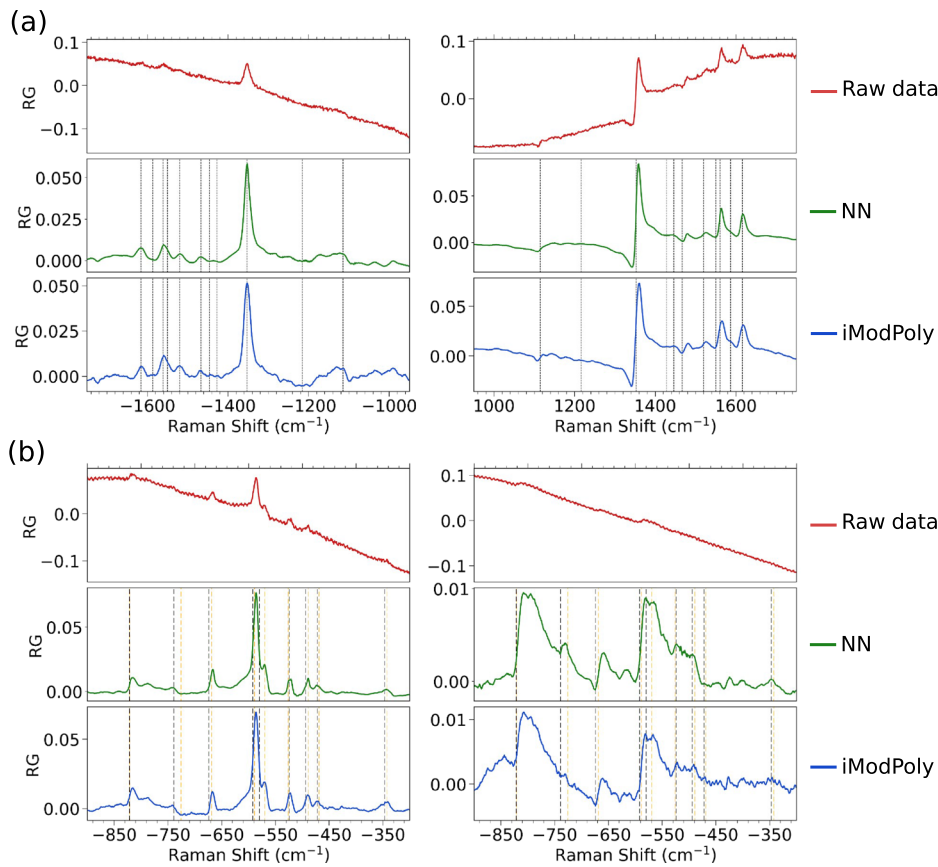 (a)
0.1
0.0
−0.1
RG
0.1
0.0
Raw data
0.050
0.025
0.000
RG
0.05
0.00
NN
0.050
0.025
0.000
RG
0.05
0.00
iModPoly
−1600 −1400 −1200 −1000
Raman Shift (cm⁻¹)
1000 1200 1400 1600
Raman Shift (cm⁻¹)
(b)
0.0
−0.1
RG
0.1
0.0
−0.1
Raw data
0.05
0.00
RG
0.01
0.00
NN
0.05
0.00
RG
0.01
0.00
iModPoly
−850 −750 −650 −550 −450 −350
Raman Shift (cm⁻¹)
−850 −750 −650 −550 −450 −350
Raman Shift (cm⁻¹)